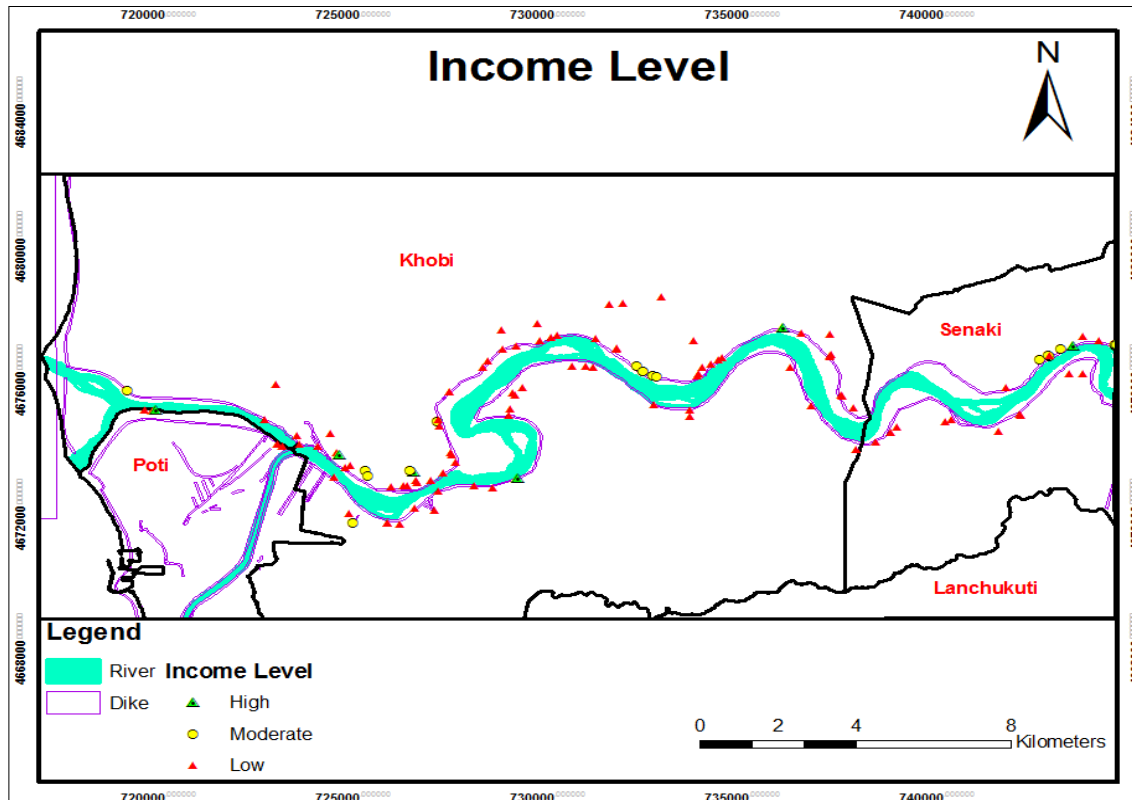 720000 725000 730000 735000 740000
Income Level
N
4684000
4680000
4676000
4672000
4668000
Khobi
Senaki
Poti
Lanchukuti
Legend
River
Income Level
Dike
High
Moderate
Low
0 2 4 8
Kilometers
720000 725000 730000 735000 740000